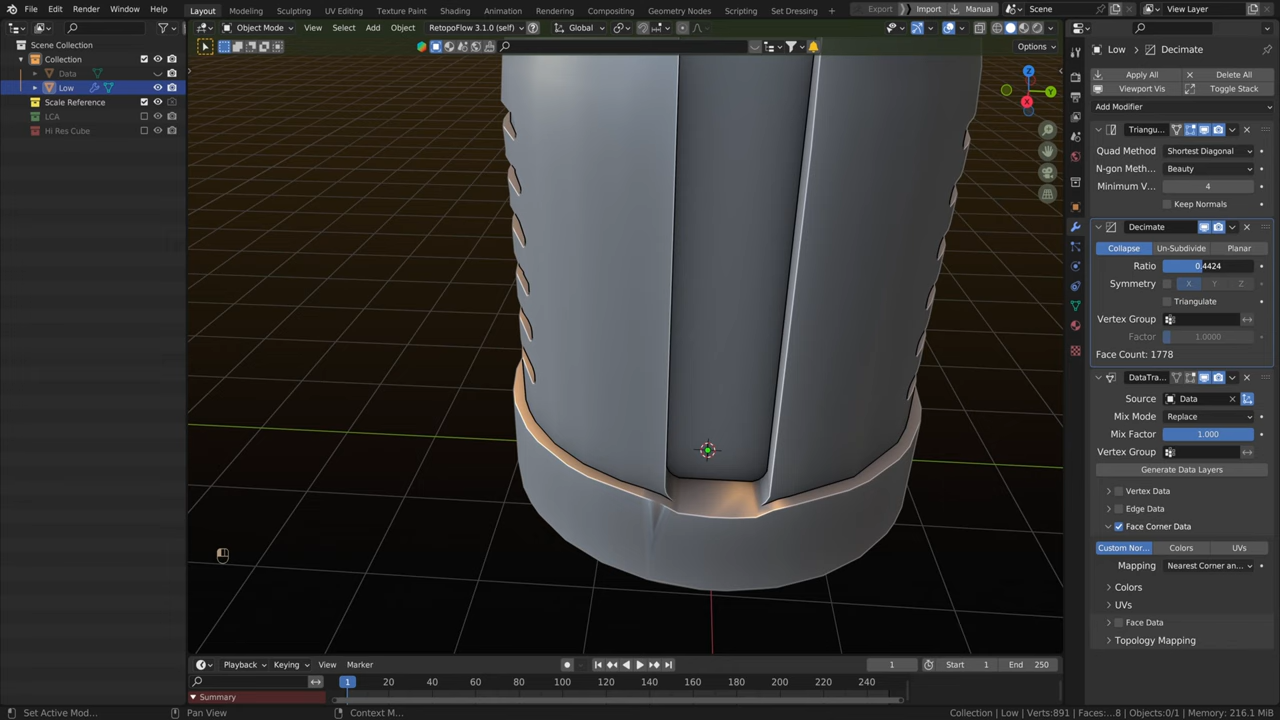 File Edit Render Window Help Layout Modeling Sculpting UV Editing Texture Paint Shading Animation Rendering Compositing Geometry Nodes Scripting Set Dressing Export Import Manual Scene View Layer
Object Mode View Select Add Object RetopoFlow 3.1.0 (self) Global
Options
Scene Collection
Collection
Data
Low
Scale Reference
LCA
Hi Res Cube
Z
Y
X
Low Decimate
Apply All Delete All
Viewport Vis Toggle Stack
Add Modifier
Triangu...
Quad Method Shortest Diagonal
N-gon Meth... Beauty
Minimum V... 4
Keep Normals
Decimate
Collapse Un-Subdivide Planar
Ratio 0.4424
Symmetry X Y Z
Triangulate
Vertex Group
Factor 1.0000
Face Count: 1778
DataTra...
Source Data
Mix Mode Replace
Mix Factor 1.000
Vertex Group
Generate Data Layers
Vertex Data
Edge Data
Face Corner Data
Custom Nor... Colors UVs
Mapping Nearest Corner an...
Colors
UVs
Face Data
Topology Mapping
Playback Keying View Marker 1 Start 1 End 250
1 20 40 60 80 100 120 140 160 180 200 220 240
Summary
Set Active Mod... Pan View Context M... Collection | Low | Verts:891 | Faces:...8 | Objects:0/1 | Memory: 216.1 MiB